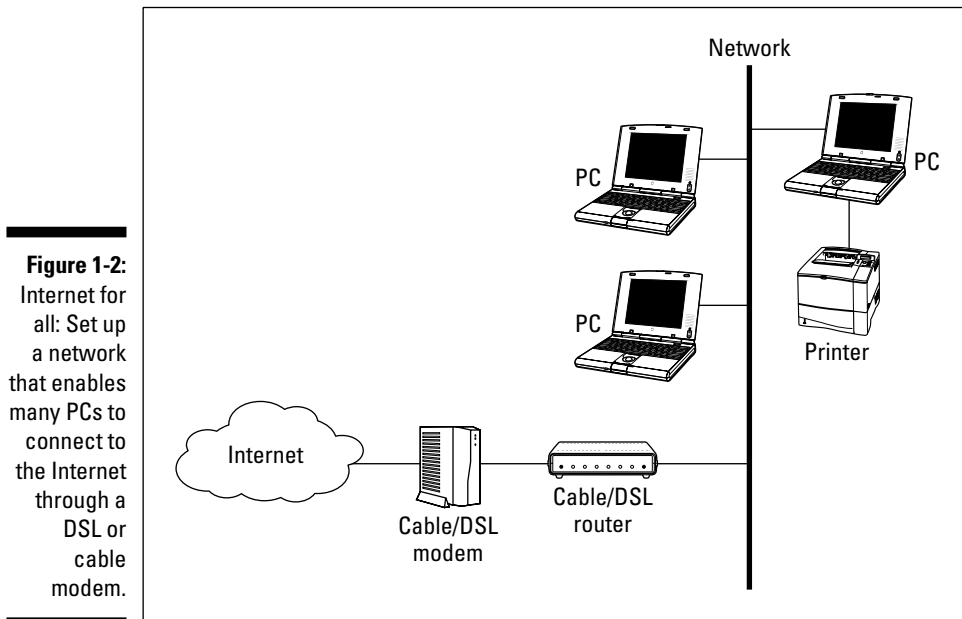 Figure 1-2:
Internet for
all: Set up
a network
that enables
many PCs to
connect to
the Internet
through a
DSL or
cable
modem.
Network
PC
PC
PC
Printer
Internet
Cable/DSL
modem
Cable/DSL
router